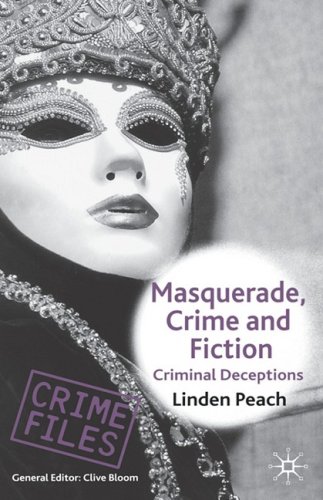 Masquerade,
Crime and
Fiction
Criminal Deceptions
Linden Peach
CRIME
FILES
General Editor: Clive Bloom